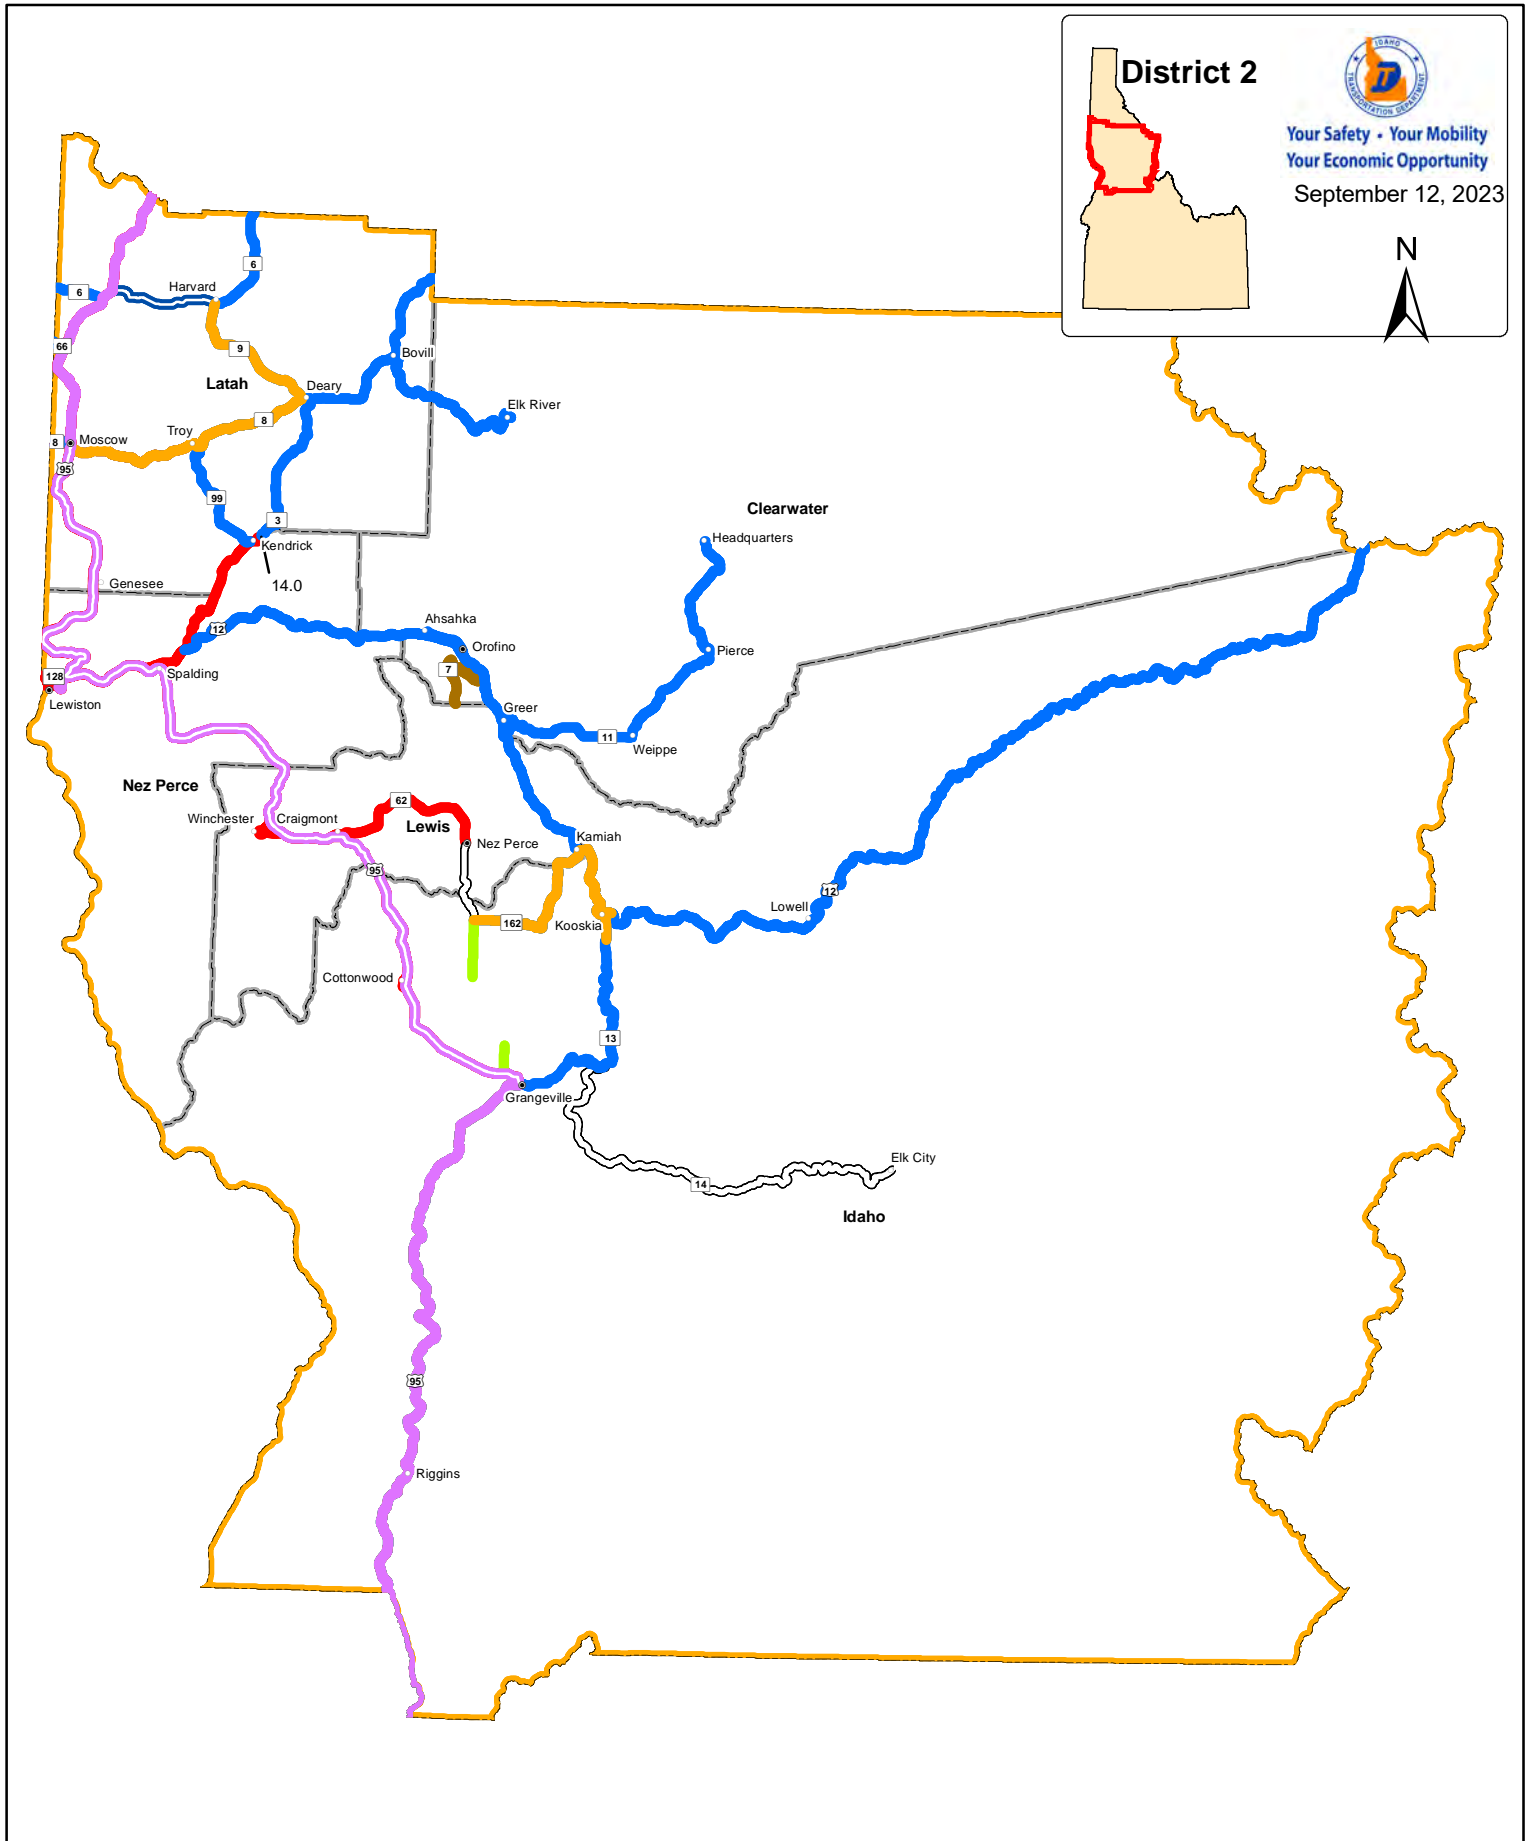 District 2
IDAHO
TRANSPORTATION DEPARTMENT
Your Safety • Your Mobility
Your Economic Opportunity
September 12, 2023
N
6
Harvard
6
66
9
Bovill
Latah
Deary
Elk River
8
Troy
8
Moscow
95
99
Clearwater
3
Headquarters
Kendrick
14.0
Genesee
Ahsahka
12
Orofino
Pierce
7
Spalding
128
Lewiston
Greer
11
Weippe
Nez Perce
62
Winchester
Craigmont
Lewis
Kamiah
Nez Perce
95
12
Lowell
162
Kooskia
Cottonwood
13
Grangeville
Elk City
14
Idaho
95
Riggins